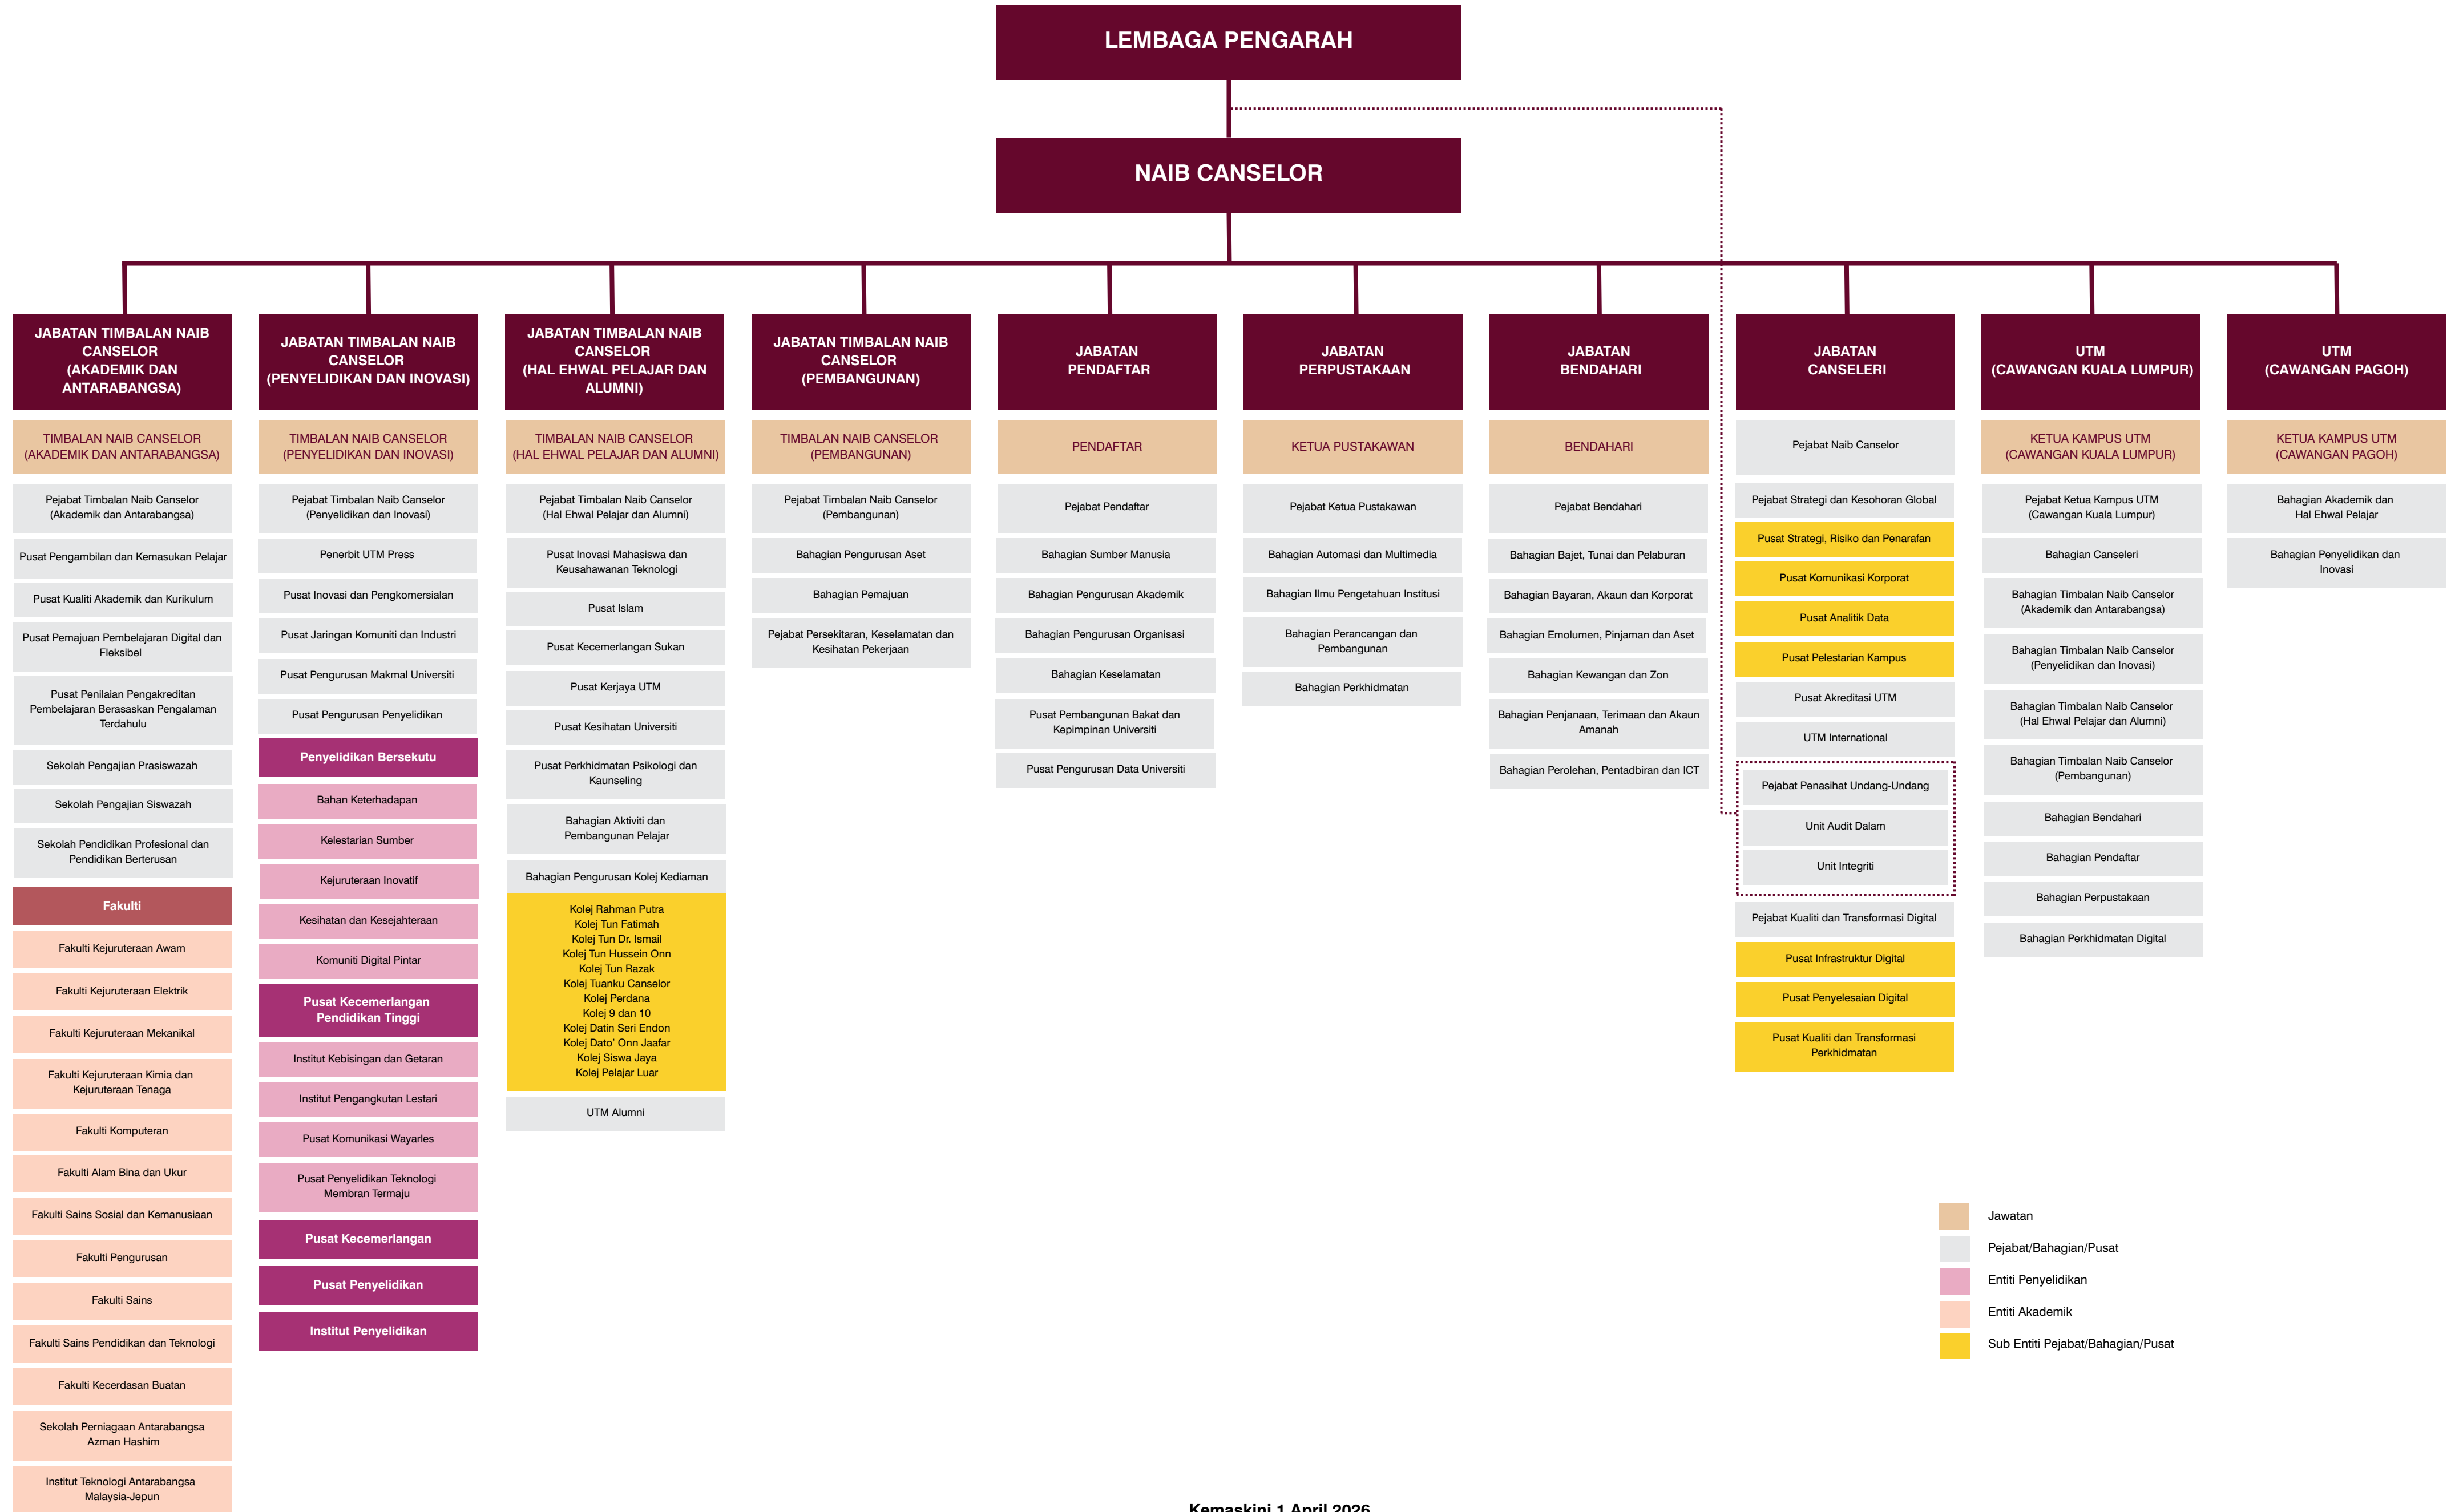 LEMBAGA PENGARAH
NAIB CANSELOR
JABATAN TIMBALAN NAIB
CANSELOR
(AKADEMIK DAN
ANTARABANGSA)
TIMBALAN NAIB CANSELOR
(AKADEMIK DAN ANTARABANGSA)
Pejabat Timbalan Naib Canselor
(Akademik dan Antarabangsa)
Pusat Pengambilan dan Kemasukan Pelajar
Pusat Kualiti Akademik dan Kurikulum
Pusat Pemajuan Pembelajaran Digital dan
Fleksibel
Pusat Penilaian Pengakreditan
Pembelajaran Berasaskan Pengalaman
Terdahulu
Sekolah Pengajian Prasiswazah
Sekolah Pengajian Siswazah
Sekolah Pendidikan Profesional dan
Pendidikan Berterusan
Fakulti
Fakulti Kejuruteraan Awam
Fakulti Kejuruteraan Elektrik
Fakulti Kejuruteraan Mekanikal
Fakulti Kejuruteraan Kimia dan
Kejuruteraan Tenaga
Fakulti Komputeran
Fakulti Alam Bina dan Ukur
Fakulti Sains Sosial dan Kemanusiaan
Fakulti Pengurusan
Fakulti Sains
Fakulti Sains Pendidikan dan Teknologi
Fakulti Kecerdasan Buatan
Sekolah Perniagaan Antarabangsa
Azman Hashim
Institut Teknologi Antarabangsa
Malaysia-Jepun
JABATAN TIMBALAN NAIB
CANSELOR
(PENYELIDIKAN DAN INOVASI)
TIMBALAN NAIB CANSELOR
(PENYELIDIKAN DAN INOVASI)
Pejabat Timbalan Naib Canselor
(Penyelidikan dan Inovasi)
Penerbit UTM Press
Pusat Inovasi dan Pengkomersialan
Pusat Jaringan Komuniti dan Industri
Pusat Pengurusan Makmal Universiti
Pusat Pengurusan Penyelidikan
Penyelidikan Bersekutu
Bahan Keterhadapan
Kelestarian Sumber
Kejuruteraan Inovatif
Kesihatan dan Kesejahteraan
Komuniti Digital Pintar
Pusat Kecemerlangan
Pendidikan Tinggi
Institut Kebisingan dan Getaran
Institut Pengangkutan Lestari
Pusat Komunikasi Wayarles
Pusat Penyelidikan Teknologi
Membran Termaju
Pusat Kecemerlangan
Pusat Penyelidikan
Institut Penyelidikan
JABATAN TIMBALAN NAIB
CANSELOR
(HAL EHWAL PELAJAR DAN
ALUMNI)
TIMBALAN NAIB CANSELOR
(HAL EHWAL PELAJAR DAN ALUMNI)
Pejabat Timbalan Naib Canselor
(Hal Ehwal Pelajar dan Alumni)
Pusat Inovasi Mahasiswa dan
Keusahawanan Teknologi
Pusat Islam
Pusat Kecemerlangan Sukan
Pusat Kerjaya UTM
Pusat Kesihatan Universiti
Pusat Perkhidmatan Psikologi dan
Kaunseling
Bahagian Aktiviti dan
Pembangunan Pelajar
Bahagian Pengurusan Kolej Kediaman
Kolej Rahman Putra
Kolej Tun Fatimah
Kolej Tun Dr. Ismail
Kolej Tun Hussein Onn
Kolej Tun Razak
Kolej Tuanku Canselor
Kolej Perdana
Kolej 9 dan 10
Kolej Datin Seri Endon
Kolej Dato’ Onn Jaafar
Kolej Siswa Jaya
Kolej Pelajar Luar
UTM Alumni
JABATAN TIMBALAN NAIB
CANSELOR
(PEMBANGUNAN)
TIMBALAN NAIB CANSELOR
(PEMBANGUNAN)
Pejabat Timbalan Naib Canselor
(Pembangunan)
Bahagian Pengurusan Aset
Bahagian Pemajuan
Pejabat Persekitaran, Keselamatan dan
Kesihatan Pekerjaan
JABATAN
PENDAFTAR
PENDAFTAR
Pejabat Pendaftar
Bahagian Sumber Manusia
Bahagian Pengurusan Akademik
Bahagian Pengurusan Organisasi
Bahagian Keselamatan
Pusat Pembangunan Bakat dan
Kepimpinan Universiti
Pusat Pengurusan Data Universiti
JABATAN
PERPUSTAKAAN
KETUA PUSTAKAWAN
Pejabat Ketua Pustakawan
Bahagian Automasi dan Multimedia
Bahagian Ilmu Pengetahuan Institusi
Bahagian Perancangan dan
Pembangunan
Bahagian Perkhidmatan
JABATAN
BENDAHARI
BENDAHARI
Pejabat Bendahari
Bahagian Bajet, Tunai dan Pelaburan
Bahagian Bayaran, Akaun dan Korporat
Bahagian Emolumen, Pinjaman dan Aset
Bahagian Kewangan dan Zon
Bahagian Penjanaan, Terimaan dan Akaun
Amanah
Bahagian Perolehan, Pentadbiran dan ICT
JABATAN
CANSELERI
Pejabat Naib Canselor
Pejabat Strategi dan Kesohoran Global
Pusat Strategi, Risiko dan Penarafan
Pusat Komunikasi Korporat
Pusat Analitik Data
Pusat Pelestarian Kampus
Pusat Akreditasi UTM
UTM International
Pejabat Penasihat Undang-Undang
Unit Audit Dalam
Unit Integriti
Pejabat Kualiti dan Transformasi Digital
Pusat Infrastruktur Digital
Pusat Penyelesaian Digital
Pusat Kualiti dan Transformasi
Perkhidmatan
UTM
(CAWANGAN KUALA LUMPUR)
KETUA KAMPUS UTM
(CAWANGAN KUALA LUMPUR)
Pejabat Ketua Kampus UTM
(Cawangan Kuala Lumpur)
Bahagian Canseleri
Bahagian Timbalan Naib Canselor
(Akademik dan Antarabangsa)
Bahagian Timbalan Naib Canselor
(Penyelidikan dan Inovasi)
Bahagian Timbalan Naib Canselor
(Hal Ehwal Pelajar dan Alumni)
Bahagian Timbalan Naib Canselor
(Pembangunan)
Bahagian Bendahari
Bahagian Pendaftar
Bahagian Perpustakaan
Bahagian Perkhidmatan Digital
UTM
(CAWANGAN PAGOH)
KETUA KAMPUS UTM
(CAWANGAN PAGOH)
Bahagian Akademik dan
Hal Ehwal Pelajar
Bahagian Penyelidikan dan
Inovasi
Jawatan
Pejabat/Bahagian/Pusat
Entiti Penyelidikan
Entiti Akademik
Sub Entiti Pejabat/Bahagian/Pusat
Kemaskini 1 April 2026